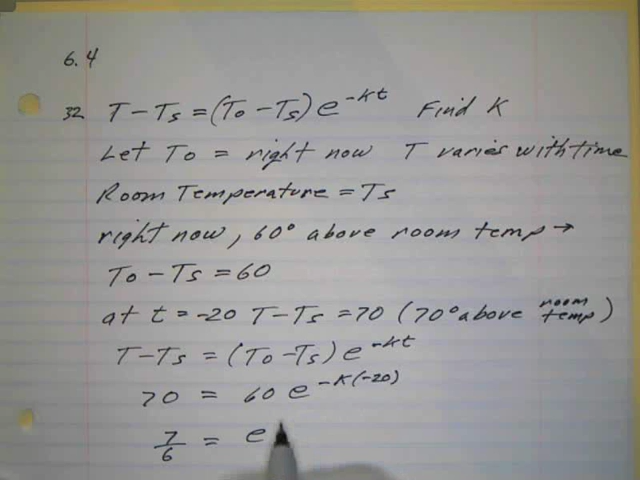 6.4
32 T - Ts = (To - Ts) e^-kt Find K
Let To = right now T varies with time
Room Temperature = Ts
right now, 60° above room temp →
To - Ts = 60
at t = -20 T - Ts = 70 (70° above room temp)
T - Ts = (To - Ts) e^-kt
70 = 60 e^-k(-20)
7/6 = e